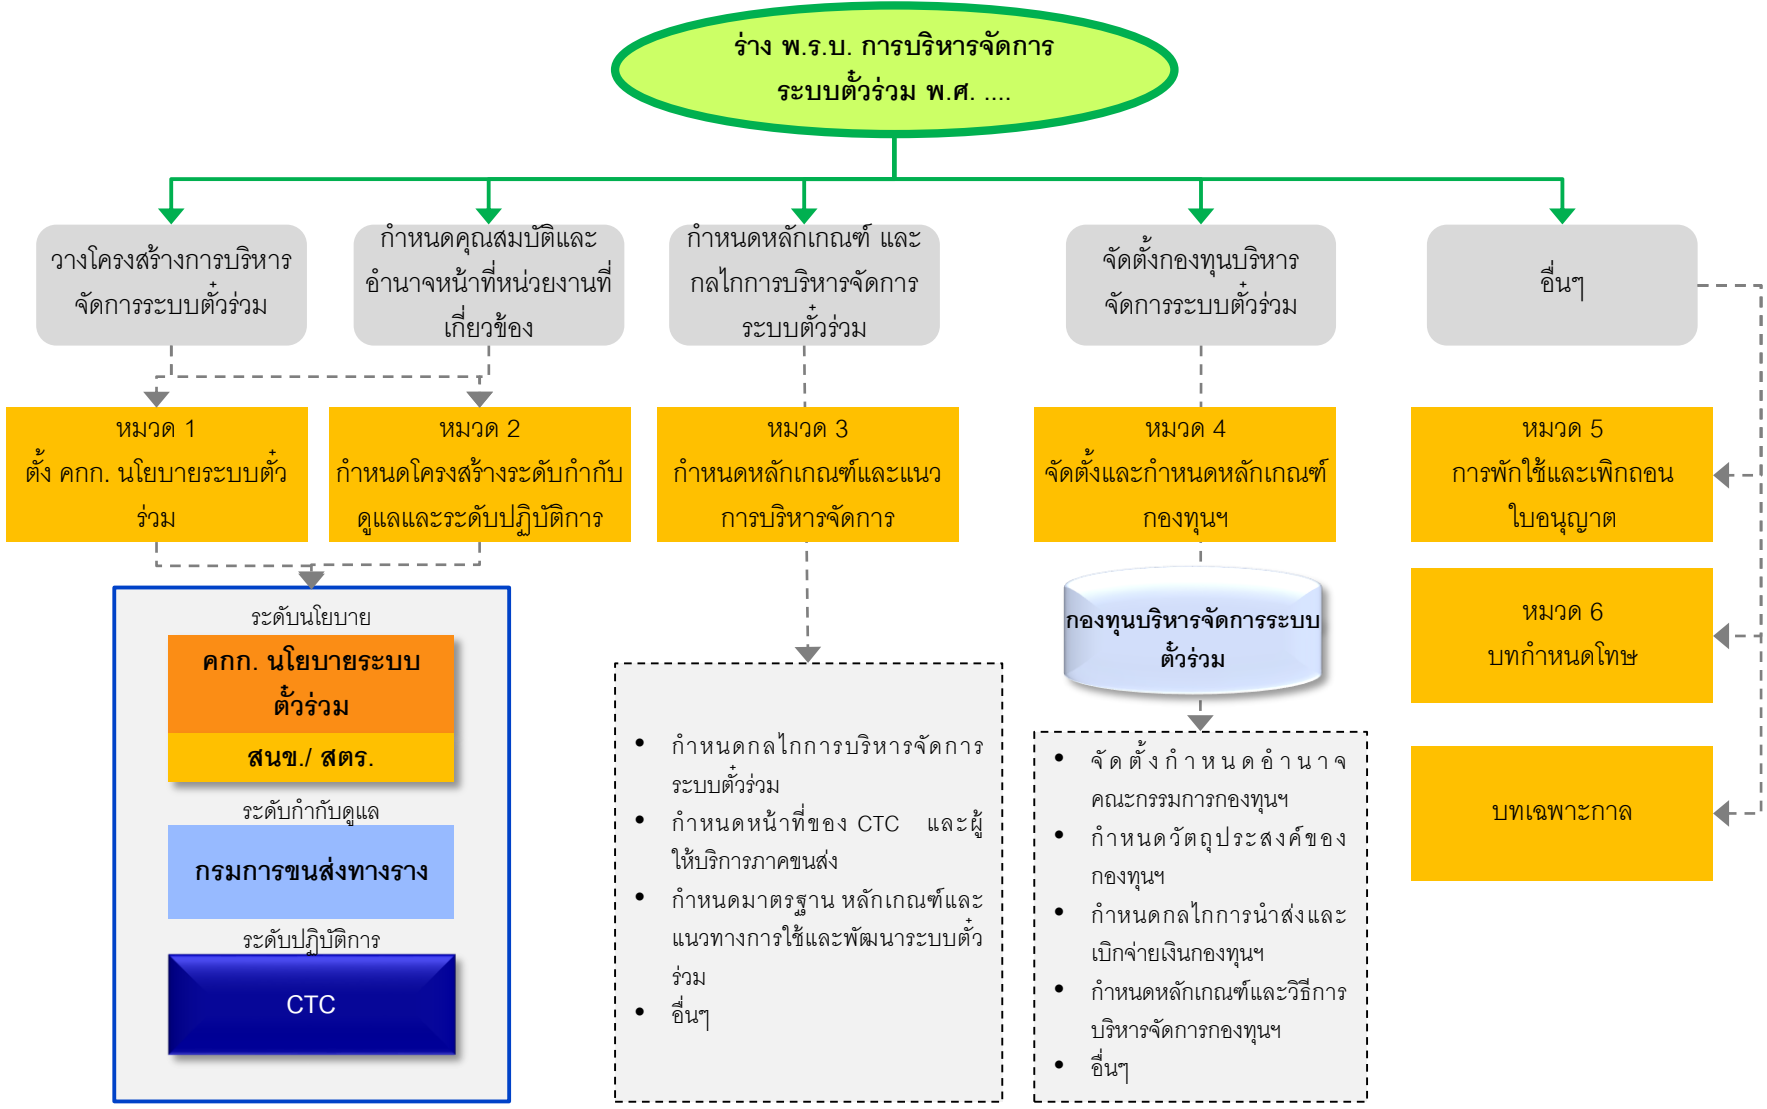 ร่าง พ.ร.บ. การบริหารจัดการ
ระบบตั๋วร่วม พ.ศ. ....
วางโครงสร้างการบริหาร
จัดการระบบตั๋วร่วม
กำหนดคุณสมบัติและ
อำนาจหน้าที่หน่วยงานที่
เกี่ยวข้อง
กำหนดหลักเกณฑ์ และ
กลไกการบริหารจัดการ
ระบบตั๋วร่วม
จัดตั้งกองทุนบริหาร
จัดการระบบตั๋วร่วม
อื่นๆ
หมวด 1
ตั้ง คกก. นโยบายระบบตั๋ว
ร่วม
หมวด 2
กำหนดโครงสร้างระดับกำกับ
ดูแลและระดับปฏิบัติการ
หมวด 3
กำหนดหลักเกณฑ์และแนว
การบริหารจัดการ
หมวด 4
จัดตั้งและกำหนดหลักเกณฑ์
กองทุนฯ
หมวด 5
การพักใช้และเพิกถอน
ใบอนุญาต
ระดับนโยบาย
คกก. นโยบายระบบ
ตั๋วร่วม
สนข./ สตร.
ระดับกำกับดูแล
กรมการขนส่งทางราง
ระดับปฏิบัติการ
CTC
• กำหนดกลไกการบริหารจัดการ
ระบบตั๋วร่วม
• กำหนดหน้าที่ของ CTC และผู้
ให้บริการภาคขนส่ง
• กำหนดมาตรฐาน หลักเกณฑ์และ
แนวทางการใช้และพัฒนาระบบตั๋ว
ร่วม
• อื่นๆ
กองทุนบริหารจัดการระบบ
ตั๋วร่วม
• จัดตั้งกำหนดอำนาจ
คณะกรรมการกองทุนฯ
• กำหนดวัตถุประสงค์ของ
กองทุนฯ
• กำหนดกลไกการนำส่งและ
เบิกจ่ายเงินกองทุนฯ
• กำหนดหลักเกณฑ์และวิธีการ
บริหารจัดการกองทุนฯ
• อื่นๆ
หมวด 6
บทกำหนดโทษ
บทเฉพาะกาล